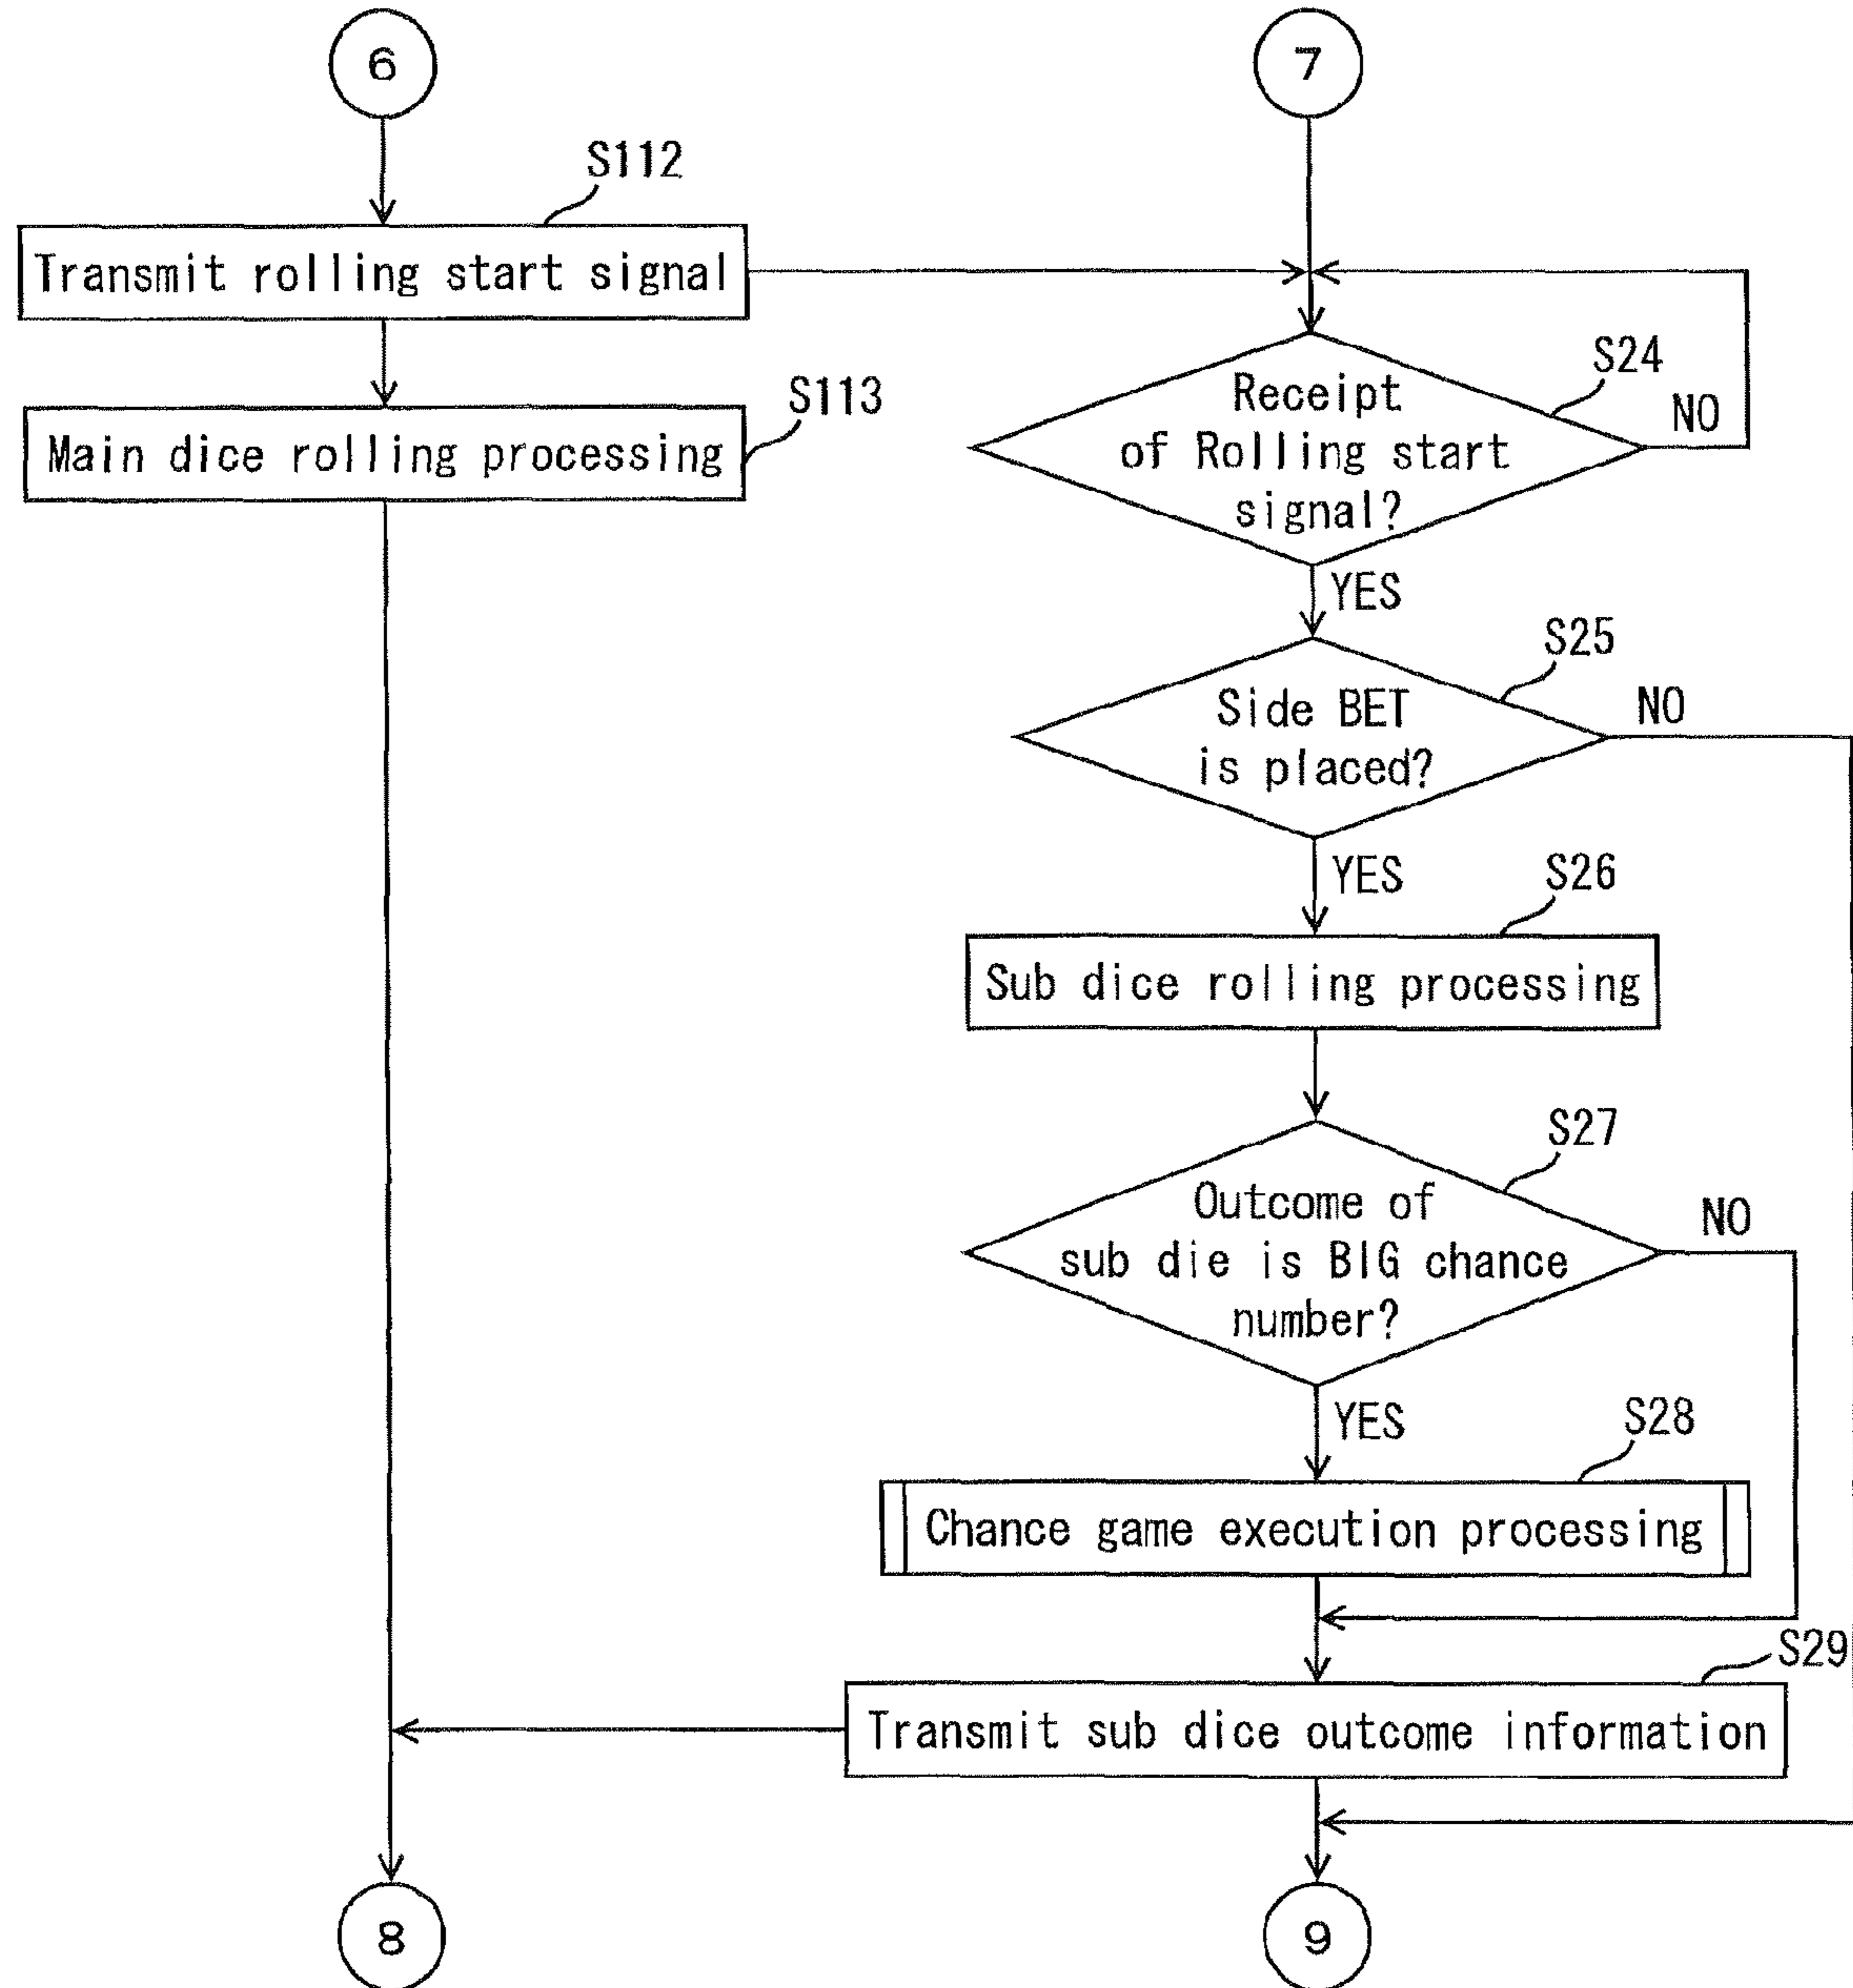 6
7
S112
Transmit rolling start signal
S113
Main dice rolling processing
S24
Receipt
of Rolling start
signal?
NO
YES
S25
Side BET
is placed?
NO
YES
S26
Sub dice rolling processing
S27
Outcome of
sub die is BIG chance
number?
NO
YES
S28
Chance game execution processing
S29
Transmit sub dice outcome information
8
9